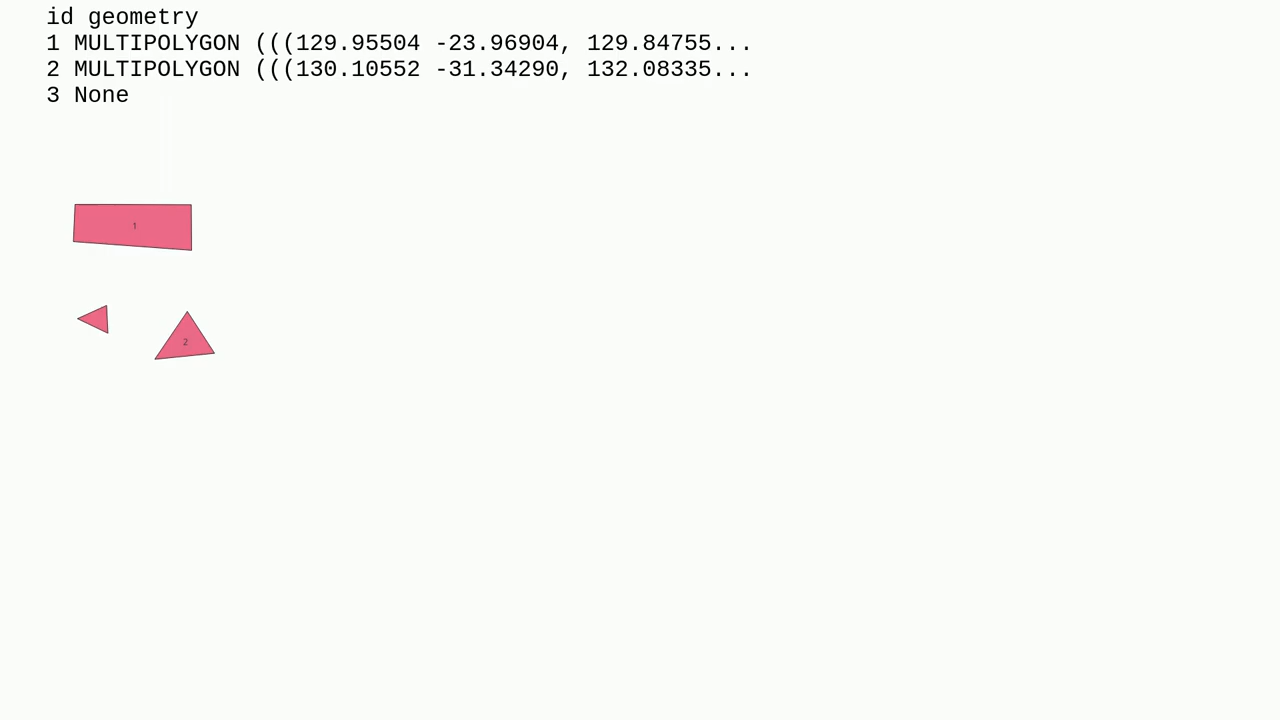 id geometry
1 MULTIPOLYGON (((129.95504 -23.96904, 129.84755...
2 MULTIPOLYGON (((130.10552 -31.34290, 132.08335...
3 None
1
2